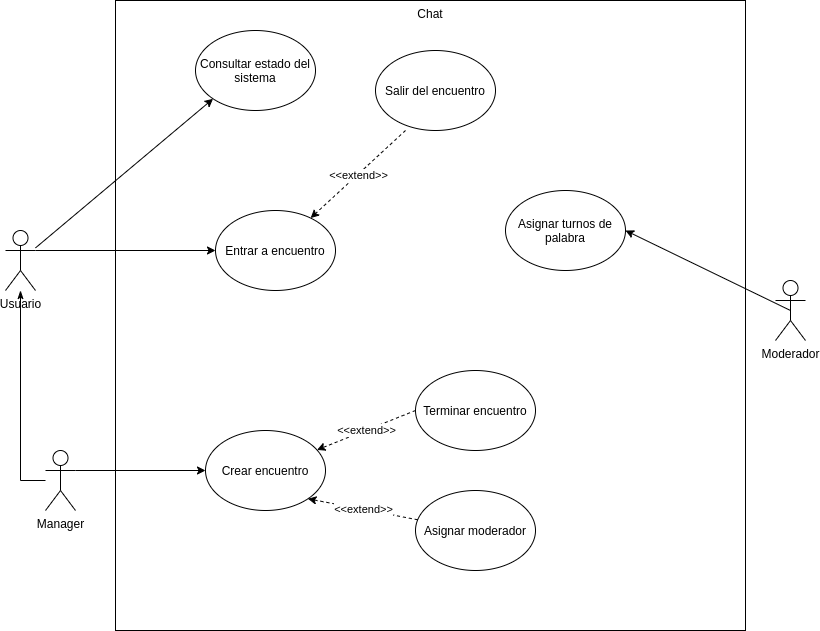 Chat
Consultar estado del
sistema
Salir del encuentro
<<extend>>
Asignar turnos de
palabra
Entrar a encuentro
Usuario
Moderador
Terminar encuentro
<<extend>>
Crear encuentro
<<extend>>
Manager
Asignar moderador